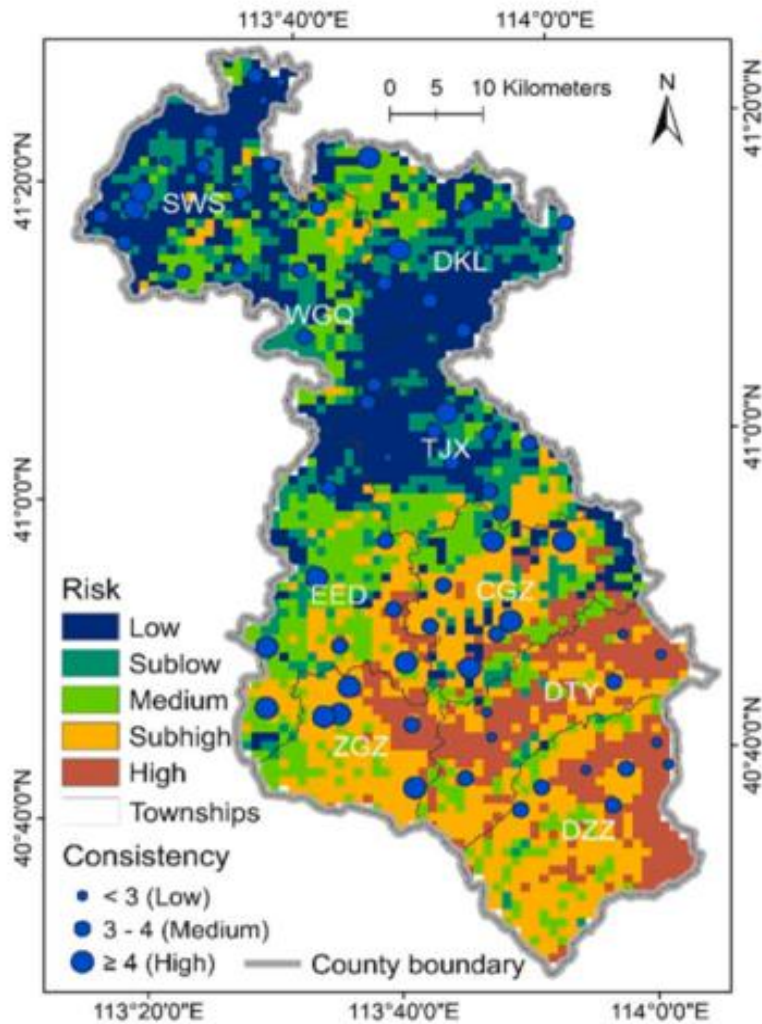 113°40'0"E
114°0'0"E
0 5 10 Kilometers
N
41°20'0"N
41°20'0"N
SWS
DKL
WGQ
41°0'0"N
TJX
41°0'0"N
Risk
EED
CGZ
Low
Sublow
Medium
DTY
Subhigh
ZGZ
40°40'0"N
High
Townships
DZZ
40°40'0"N
Consistency
< 3 (Low)
3 - 4 (Medium)
≥ 4 (High)
County boundary
113°20'0"E
113°40'0"E
114°0'0"E